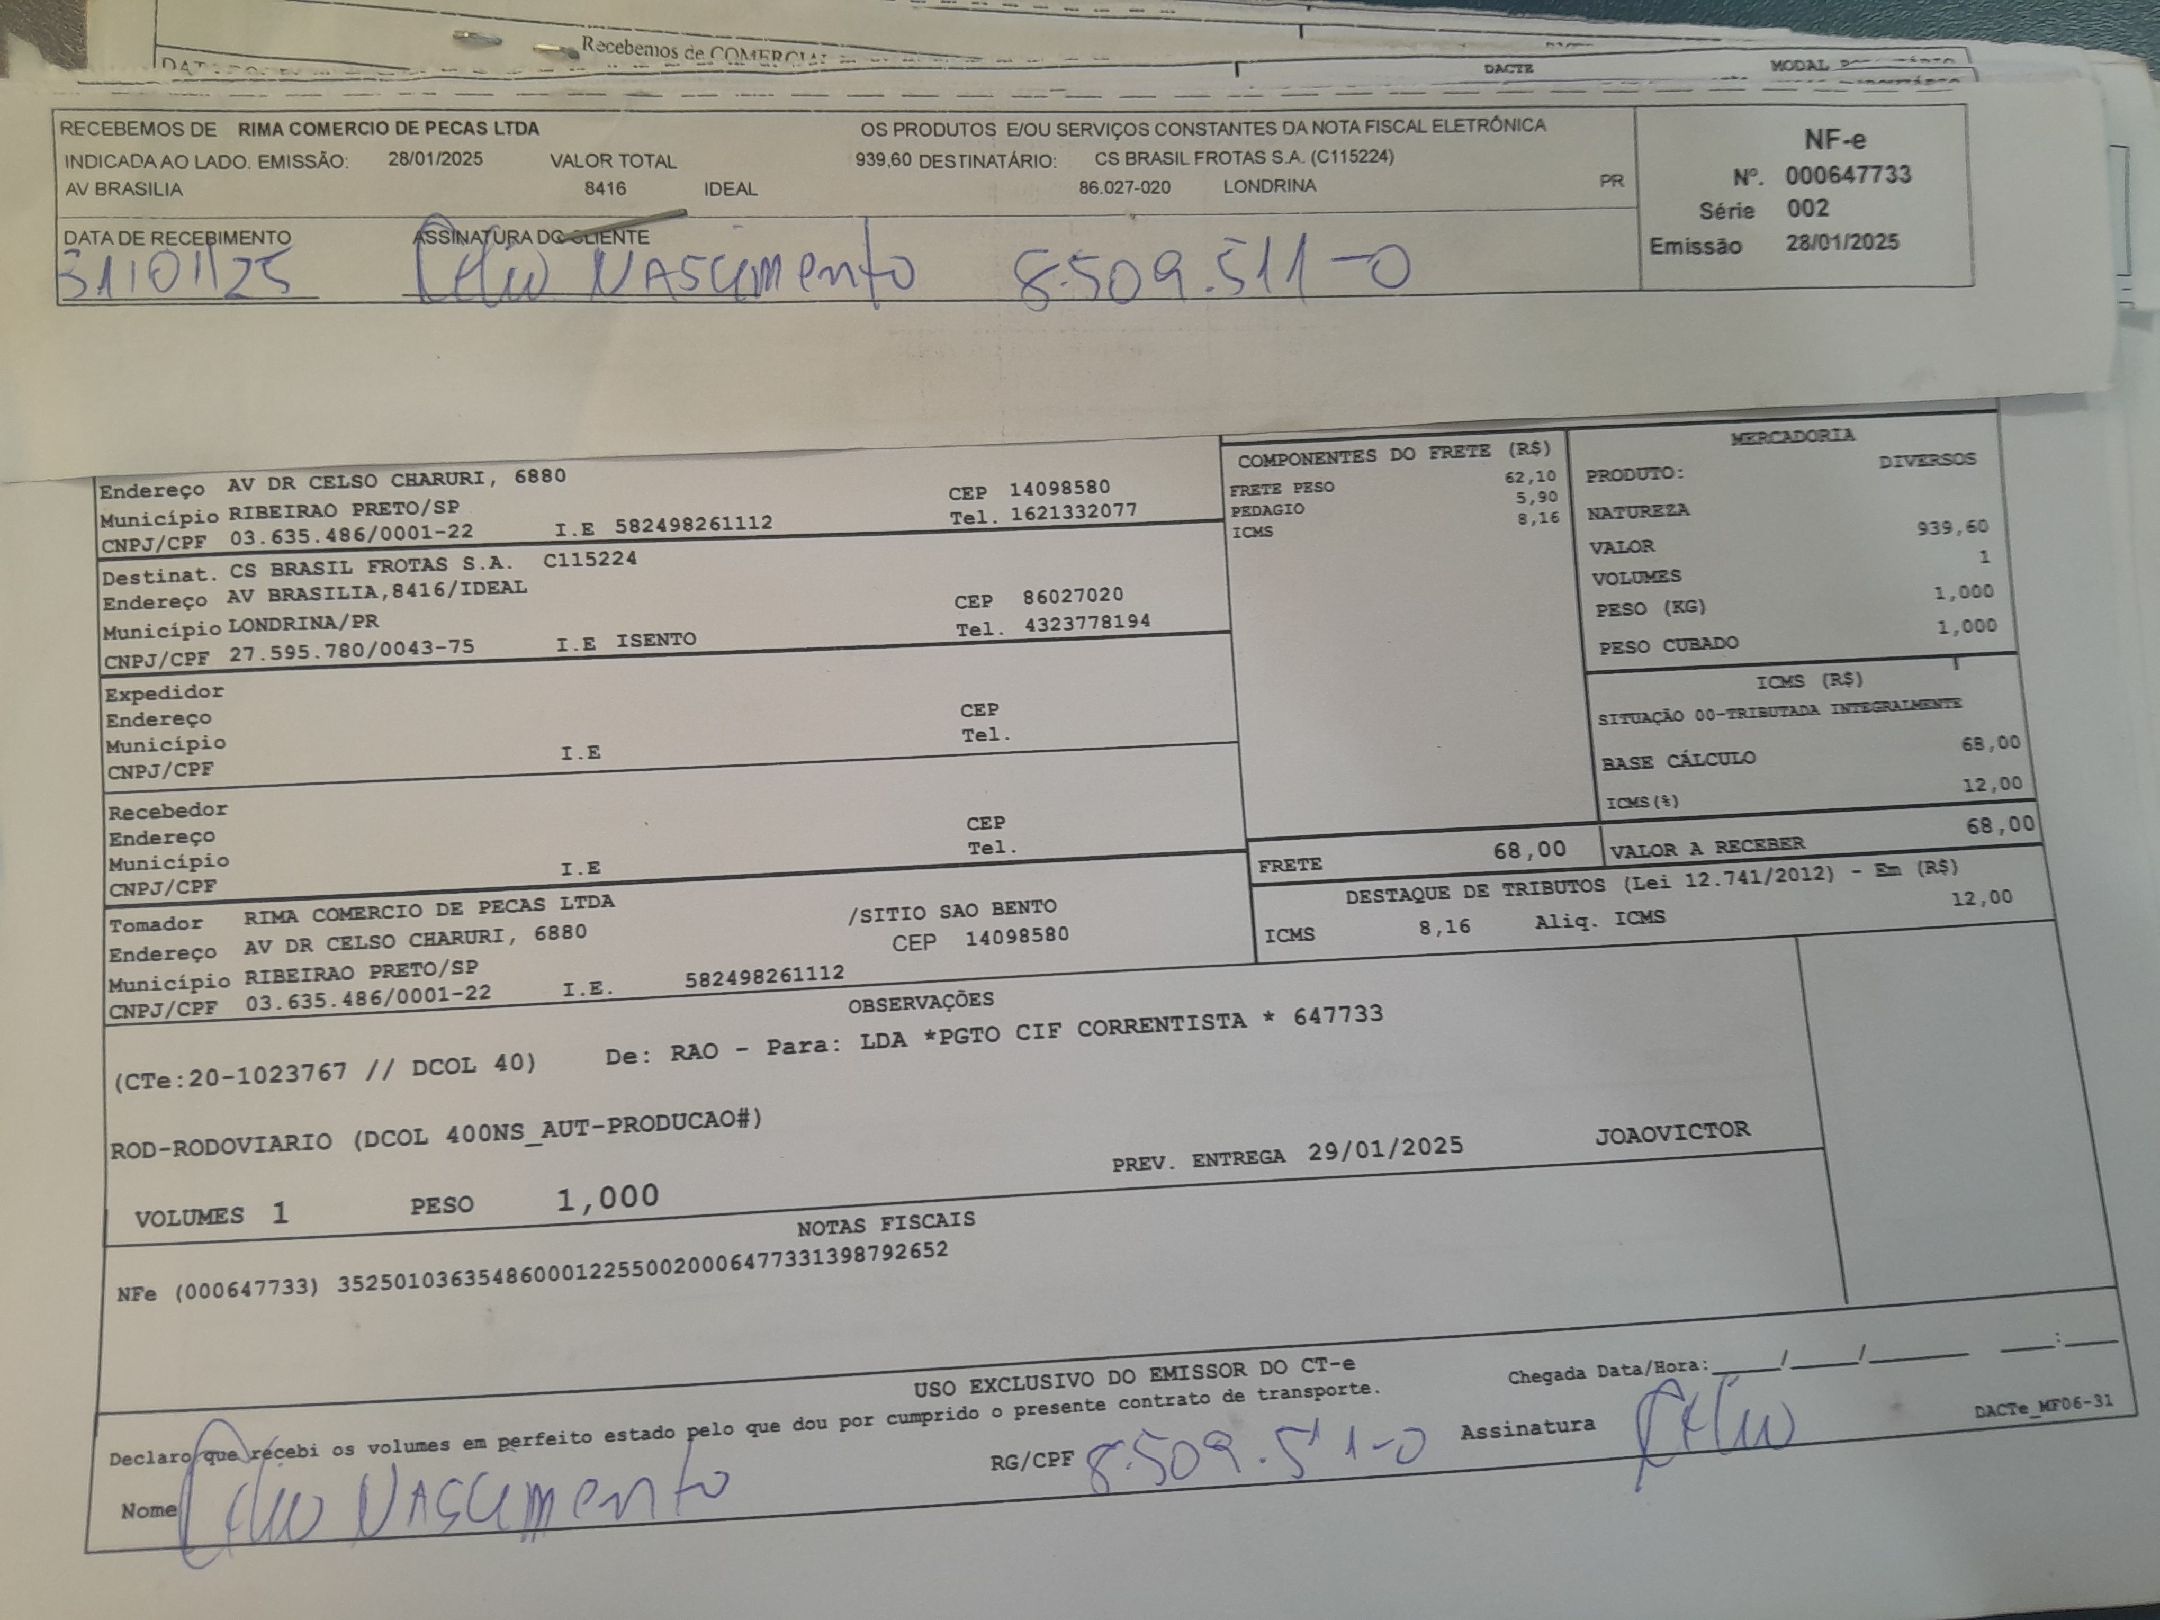 Recebemos de COMERCIAL
DACTE MODAL
RECEBEMOS DE RIMA COMERCIO DE PECAS LTDA OS PRODUTOS E/OU SERVIÇOS CONSTANTES DA NOTA FISCAL ELETRÔNICA
INDICADA AO LADO. EMISSÃO: 28/01/2025 VALOR TOTAL 939,60 DESTINATÁRIO: CS BRASIL FROTAS S.A. (C115224)
AV BRASILIA 8416 IDEAL 86.027-020 LONDRINA PR
NF-e
Nº. 000647733
Série 002
Emissão 28/01/2025
DATA DE RECEBIMENTO ASSINATURA DO CLIENTE
31/01/25 Célio Nascimento 8.509.511-0
Endereço AV DR CELSO CHARURI, 6880 CEP 14098580
Município RIBEIRAO PRETO/SP Tel. 1621332077
CNPJ/CPF 03.635.486/0001-22 I.E 582498261112
Destinat. CS BRASIL FROTAS S.A. C115224
Endereço AV BRASILIA,8416/IDEAL CEP 86027020
Município LONDRINA/PR Tel. 4323778194
CNPJ/CPF 27.595.780/0043-75 I.E ISENTO
Expedidor
Endereço CEP
Município Tel.
CNPJ/CPF I.E
Recebedor
Endereço CEP
Município Tel.
CNPJ/CPF I.E
Tomador RIMA COMERCIO DE PECAS LTDA
Endereço AV DR CELSO CHARURI, 6880 /SITIO SAO BENTO
Município RIBEIRAO PRETO/SP CEP 14098580
CNPJ/CPF 03.635.486/0001-22 I.E. 582498261112
COMPONENTES DO FRETE (R$)
FRETE PESO 62,10
PEDAGIO 5,90
ICMS 8,16
MERCADORIA
PRODUTO: DIVERSOS
NATUREZA
VALOR 939,60
VOLUMES 1
PESO (KG) 1,000
PESO CUBADO 1,000
ICMS (R$)
SITUAÇÃO 00-TRIBUTADA INTEGRALMENTE
BASE CÁLCULO 68,00
ICMS(%) 12,00
FRETE 68,00 VALOR A RECEBER 68,00
DESTAQUE DE TRIBUTOS (Lei 12.741/2012) - Em (R$)
ICMS 8,16 Aliq. ICMS 12,00
OBSERVAÇÕES
(CTe:20-1023767 // DCOL 40) De: RAO - Para: LDA *PGTO CIF CORRENTISTA * 647733
ROD-RODOVIARIO (DCOL 400NS_AUT-PRODUCAO#)
PREV. ENTREGA 29/01/2025 JOAOVICTOR
VOLUMES 1 PESO 1,000
NOTAS FISCAIS
NFe (000647733) 35250103635486000122550020006477331398792652
USO EXCLUSIVO DO EMISSOR DO CT-e
Chegada Data/Hora:____/____/______ ___:___
Declaro que recebi os volumes em perfeito estado pelo que dou por cumprido o presente contrato de transporte.
DACTe_MF06-31
Nome Célio Nascimento RG/CPF 8.509.511-0 Assinatura Célio